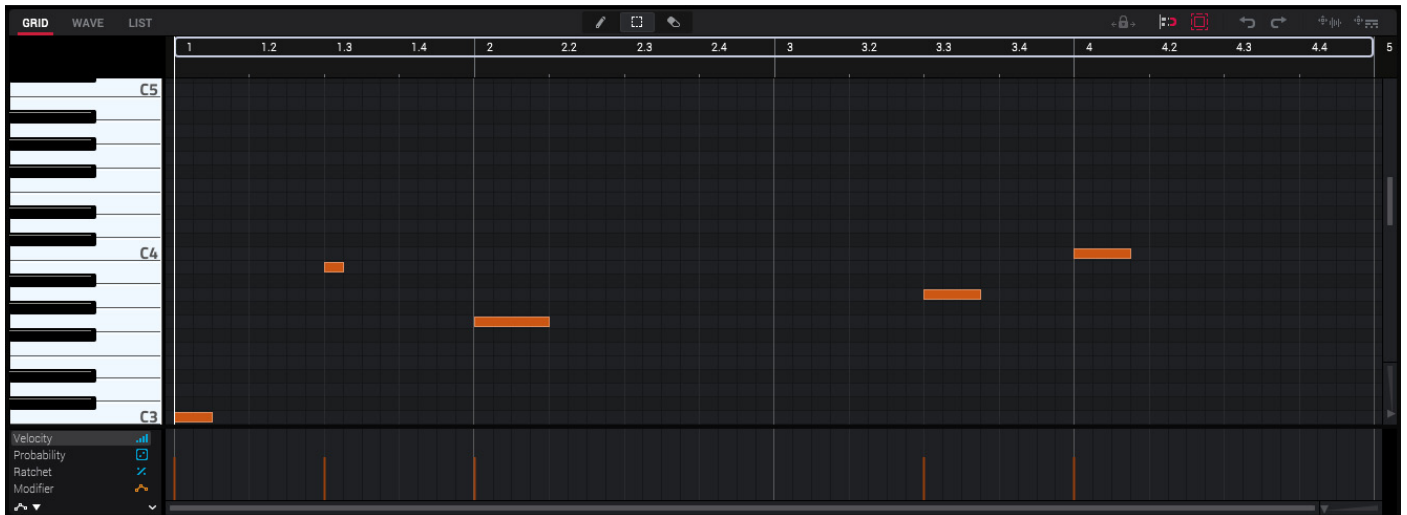 GRID WAVE LIST
1 1.2 1.3 1.4 2 2.2 2.3 2.4 3 3.2 3.3 3.4 4 4.2 4.3 4.4 5
C5
C4
C3
Velocity
Probability
Ratchet
Modifier